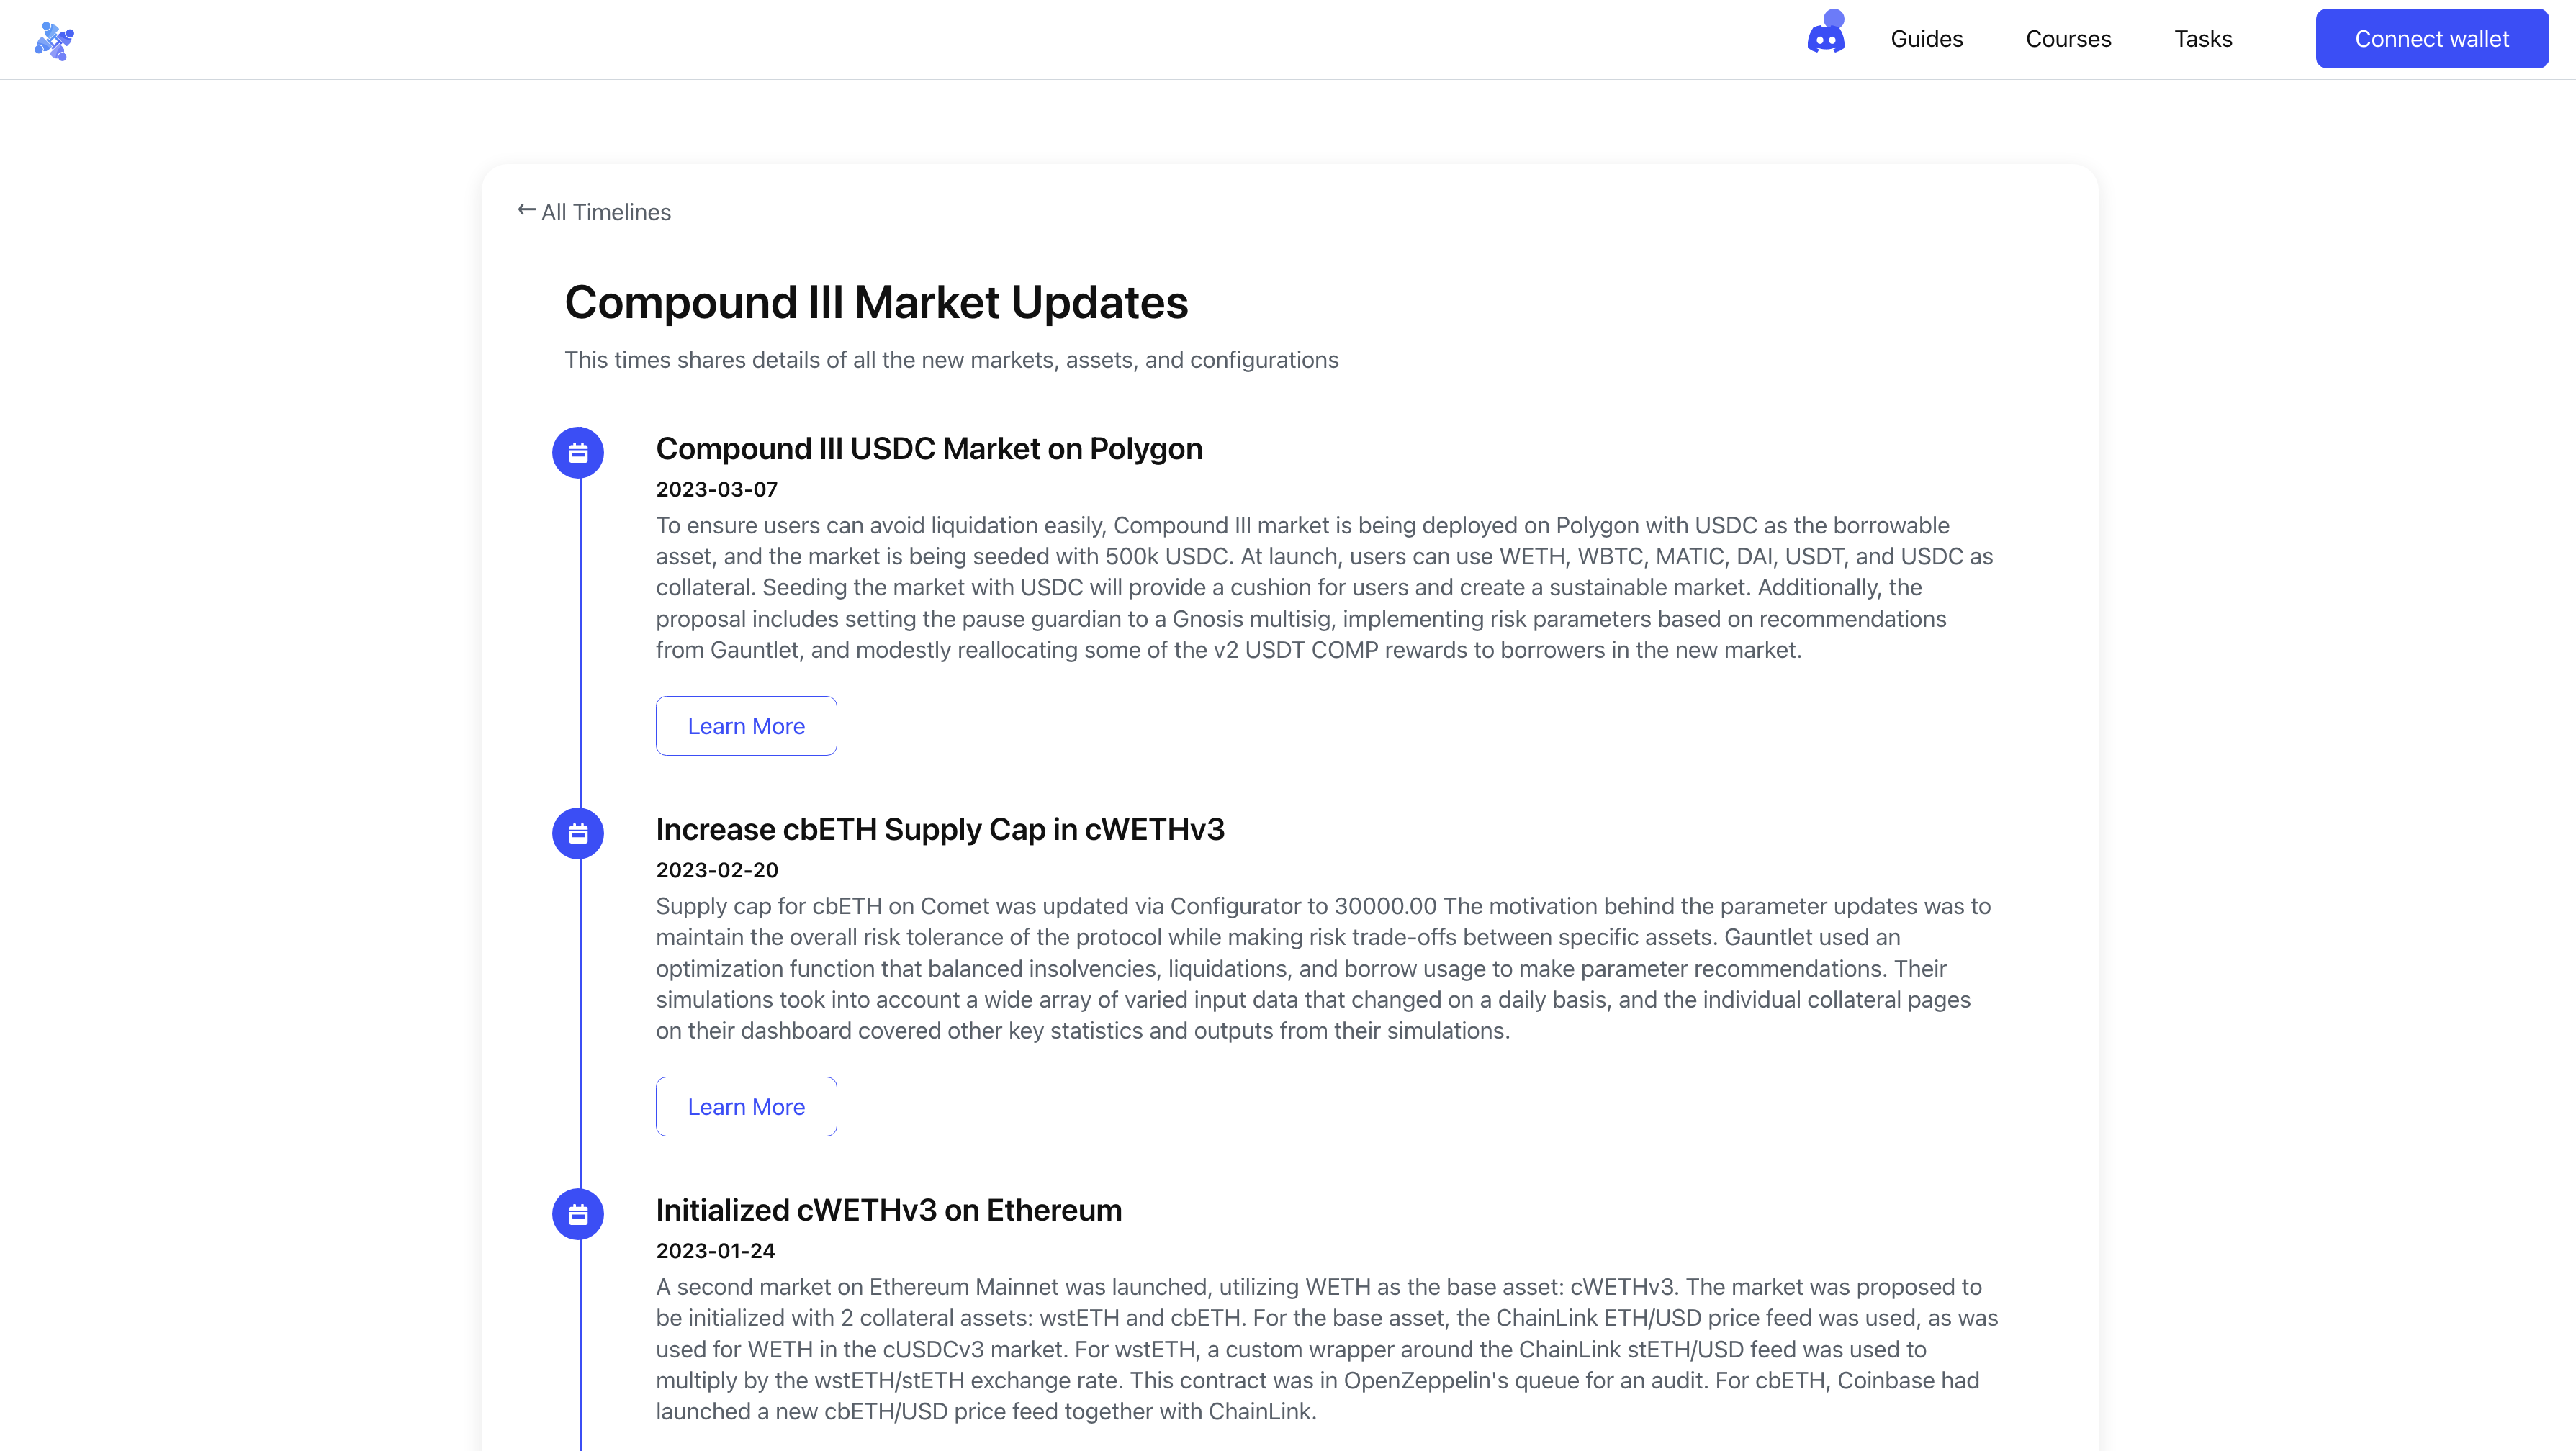 Guides
Courses
Tasks
Connect wallet
← All Timelines
Compound III Market Updates
This times shares details of all the new markets, assets, and configurations
Compound III USDC Market on Polygon
2023-03-07
To ensure users can avoid liquidation easily, Compound III market is being deployed on Polygon with USDC as the borrowable
asset, and the market is being seeded with 500k USDC. At launch, users can use WETH, WBTC, MATIC, DAI, USDT, and USDC as
collateral. Seeding the market with USDC will provide a cushion for users and create a sustainable market. Additionally, the
proposal includes setting the pause guardian to a Gnosis multisig, implementing risk parameters based on recommendations
from Gauntlet, and modestly reallocating some of the v2 USDT COMP rewards to borrowers in the new market.
Learn More
Increase cbETH Supply Cap in cWETHv3
2023-02-20
Supply cap for cbETH on Comet was updated via Configurator to 30000.00 The motivation behind the parameter updates was to
maintain the overall risk tolerance of the protocol while making risk trade-offs between specific assets. Gauntlet used an
optimization function that balanced insolvencies, liquidations, and borrow usage to make parameter recommendations. Their
simulations took into account a wide array of varied input data that changed on a daily basis, and the individual collateral pages
on their dashboard covered other key statistics and outputs from their simulations.
Learn More
Initialized cWETHv3 on Ethereum
2023-01-24
A second market on Ethereum Mainnet was launched, utilizing WETH as the base asset: cWETHv3. The market was proposed to
be initialized with 2 collateral assets: wstETH and cbETH. For the base asset, the ChainLink ETH/USD price feed was used, as was
used for WETH in the cUSDCv3 market. For wstETH, a custom wrapper around the ChainLink stETH/USD feed was used to
multiply by the wstETH/stETH exchange rate. This contract was in OpenZeppelin's queue for an audit. For cbETH, Coinbase had
launched a new cbETH/USD price feed together with ChainLink.